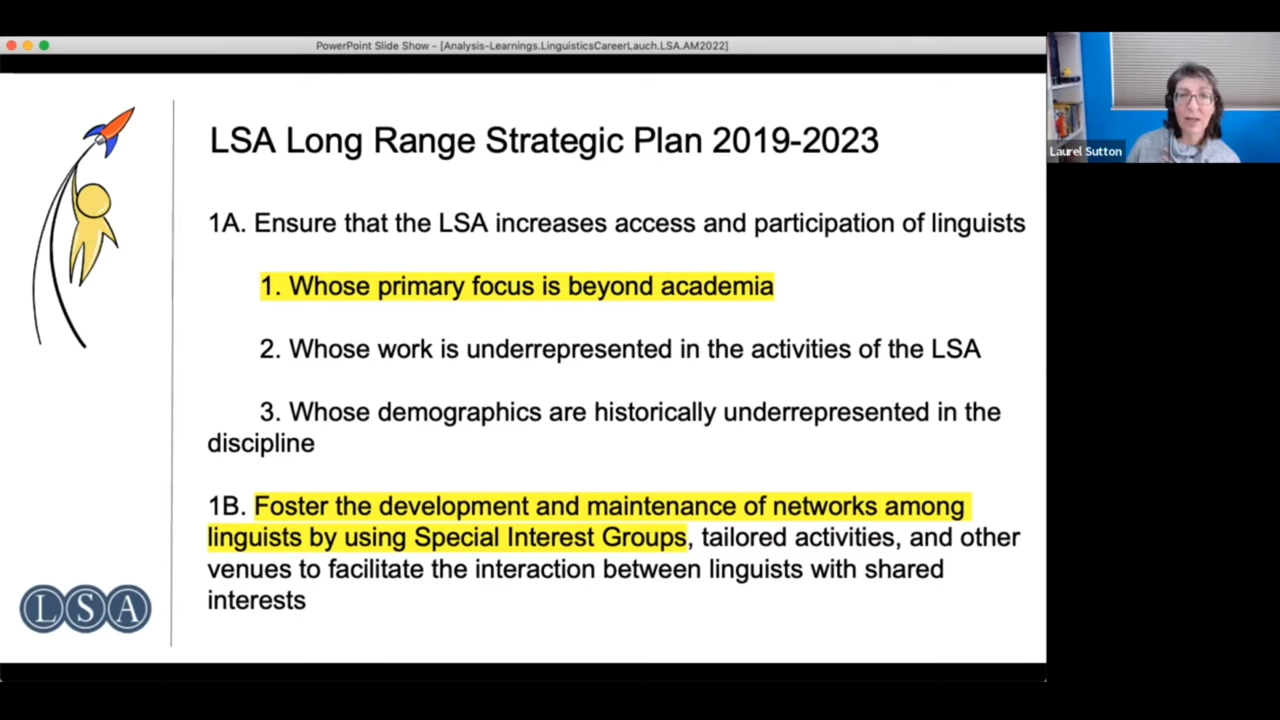 PowerPoint Slide Show - [Analysis-Learnings.LinguisticsCareerLauch.LSA.AM2022]
Laurel Sutton
LSA Long Range Strategic Plan 2019-2023
1A. Ensure that the LSA increases access and participation of linguists
1. Whose primary focus is beyond academia
2. Whose work is underrepresented in the activities of the LSA
3. Whose demographics are historically underrepresented in the
discipline
1B. Foster the development and maintenance of networks among
linguists by using Special Interest Groups, tailored activities, and other
venues to facilitate the interaction between linguists with shared
interests
LSA